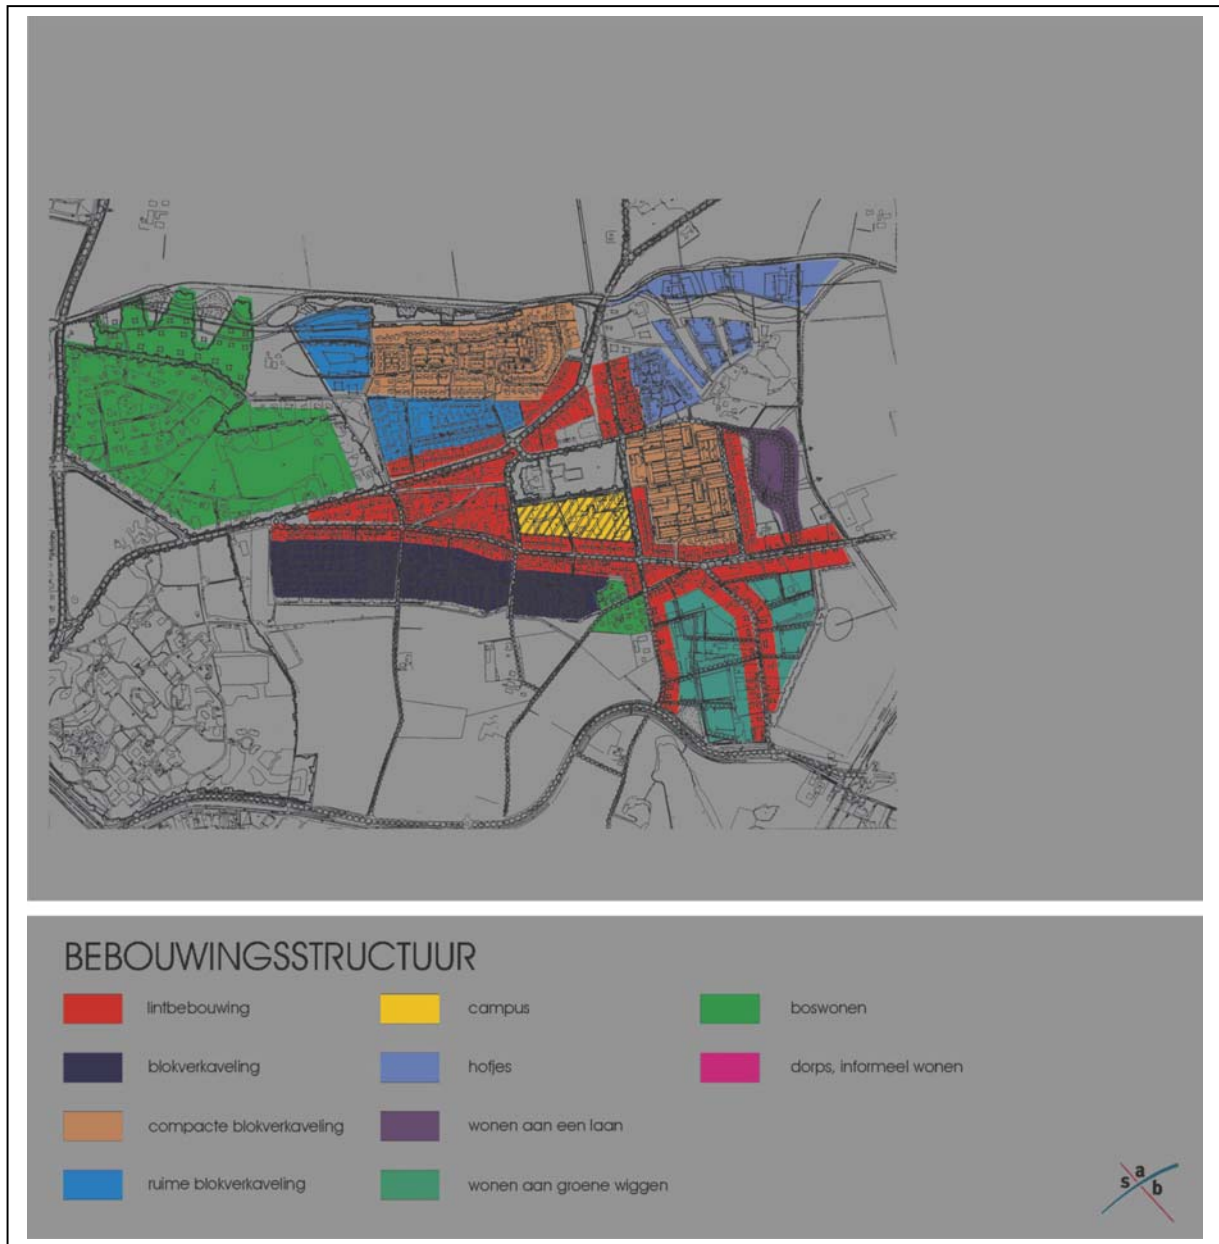 BEBOUWINGSSTRUCTUUR
lintbebouwing
campus
boswonen
blokverkaveling
hofjes
dorps, informeel wonen
compacte blokverkaveling
wonen aan een laan
ruime blokverkaveling
wonen aan groene wiggen
s a b